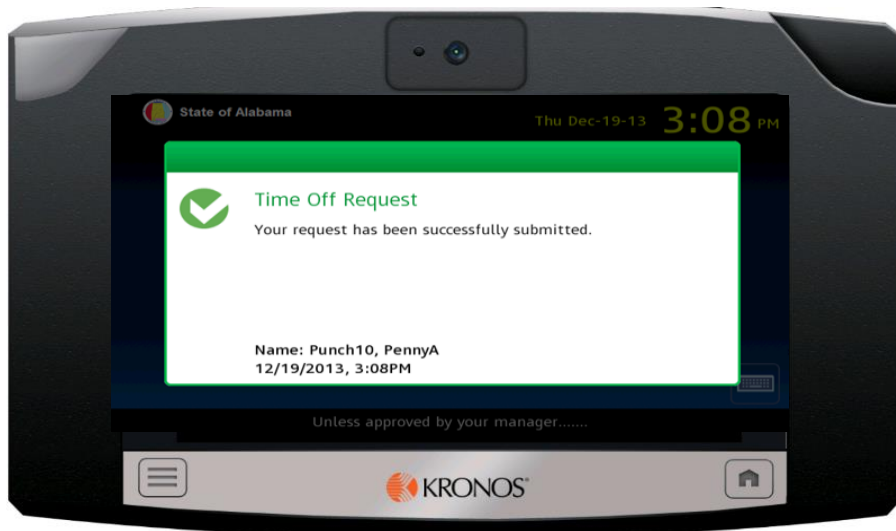 State of Alabama
Thu Dec-19-13 3:08 PM
Time Off Request
Your request has been successfully submitted.
Name: Punch10, PennyA
12/19/2013, 3:08PM
Unless approved by your manager.......
KRONOS®